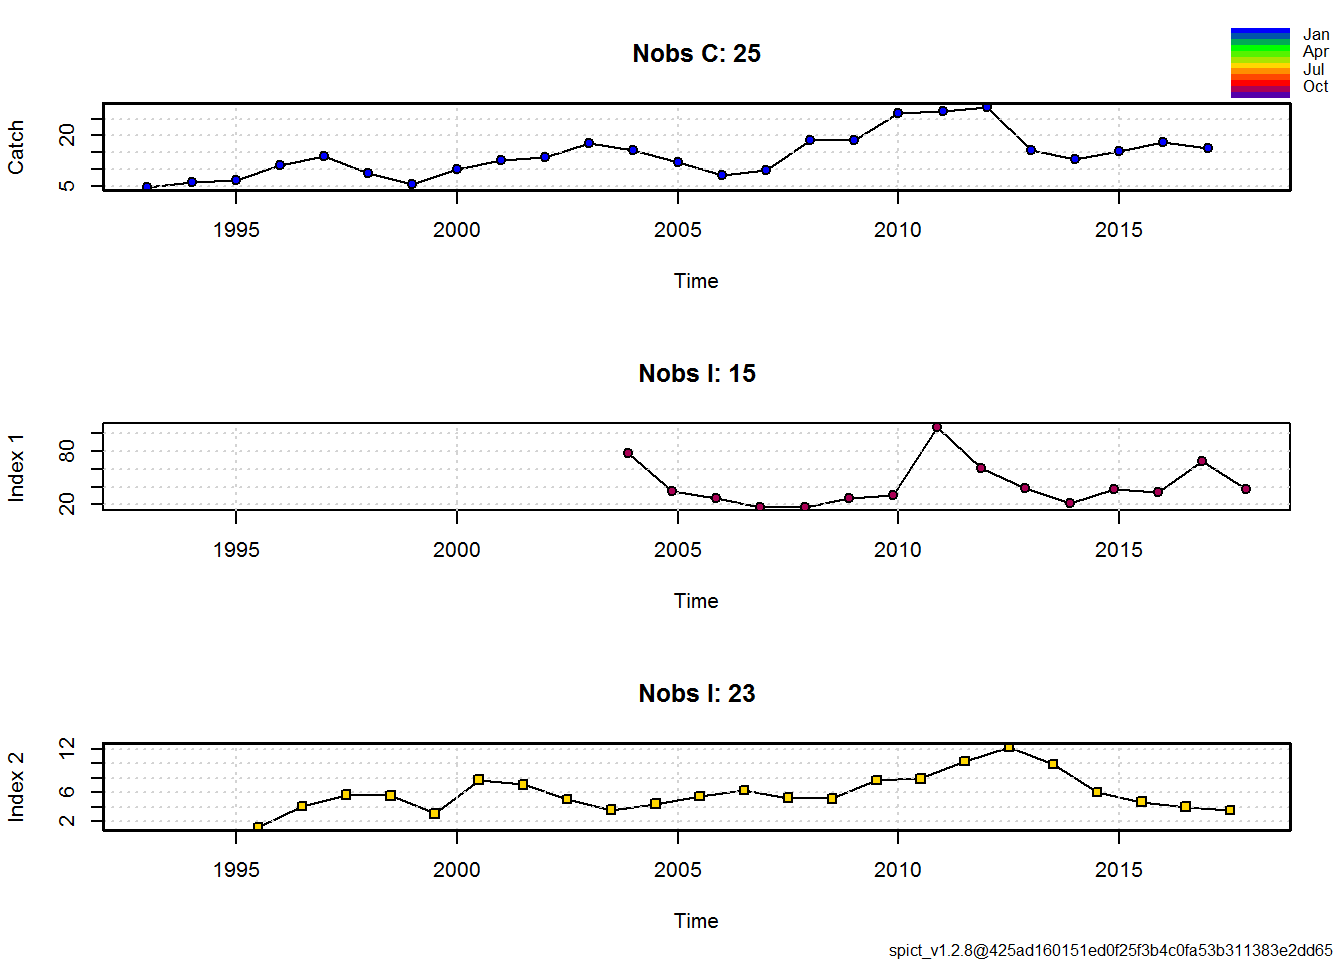 Nobs C: 25
Jan
Apr
Jul
Oct
Catch
20
5
1995 2000 2005 2010 2015
Time
Nobs I: 15
Index 1
80
20
1995 2000 2005 2010 2015
Time
Nobs I: 23
Index 2
12
6
2
1995 2000 2005 2010 2015
Time
spict_v1.2.8@425ad160151ed0f25f3b4c0fa53b311383e2dd65